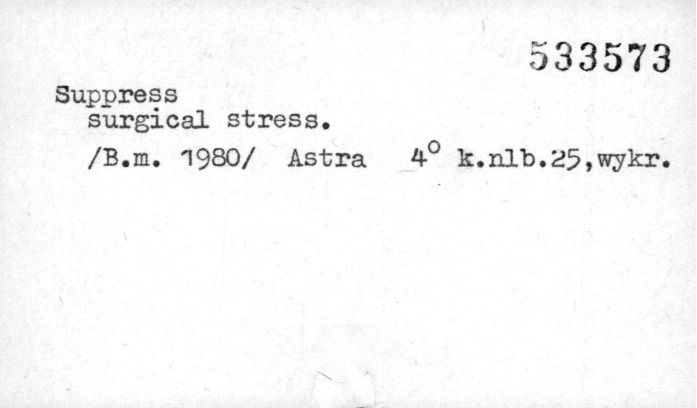 533573
Suppress
surgical stress.
/B.m. 1980/ Astra 4° k.nlb.25,wykr.